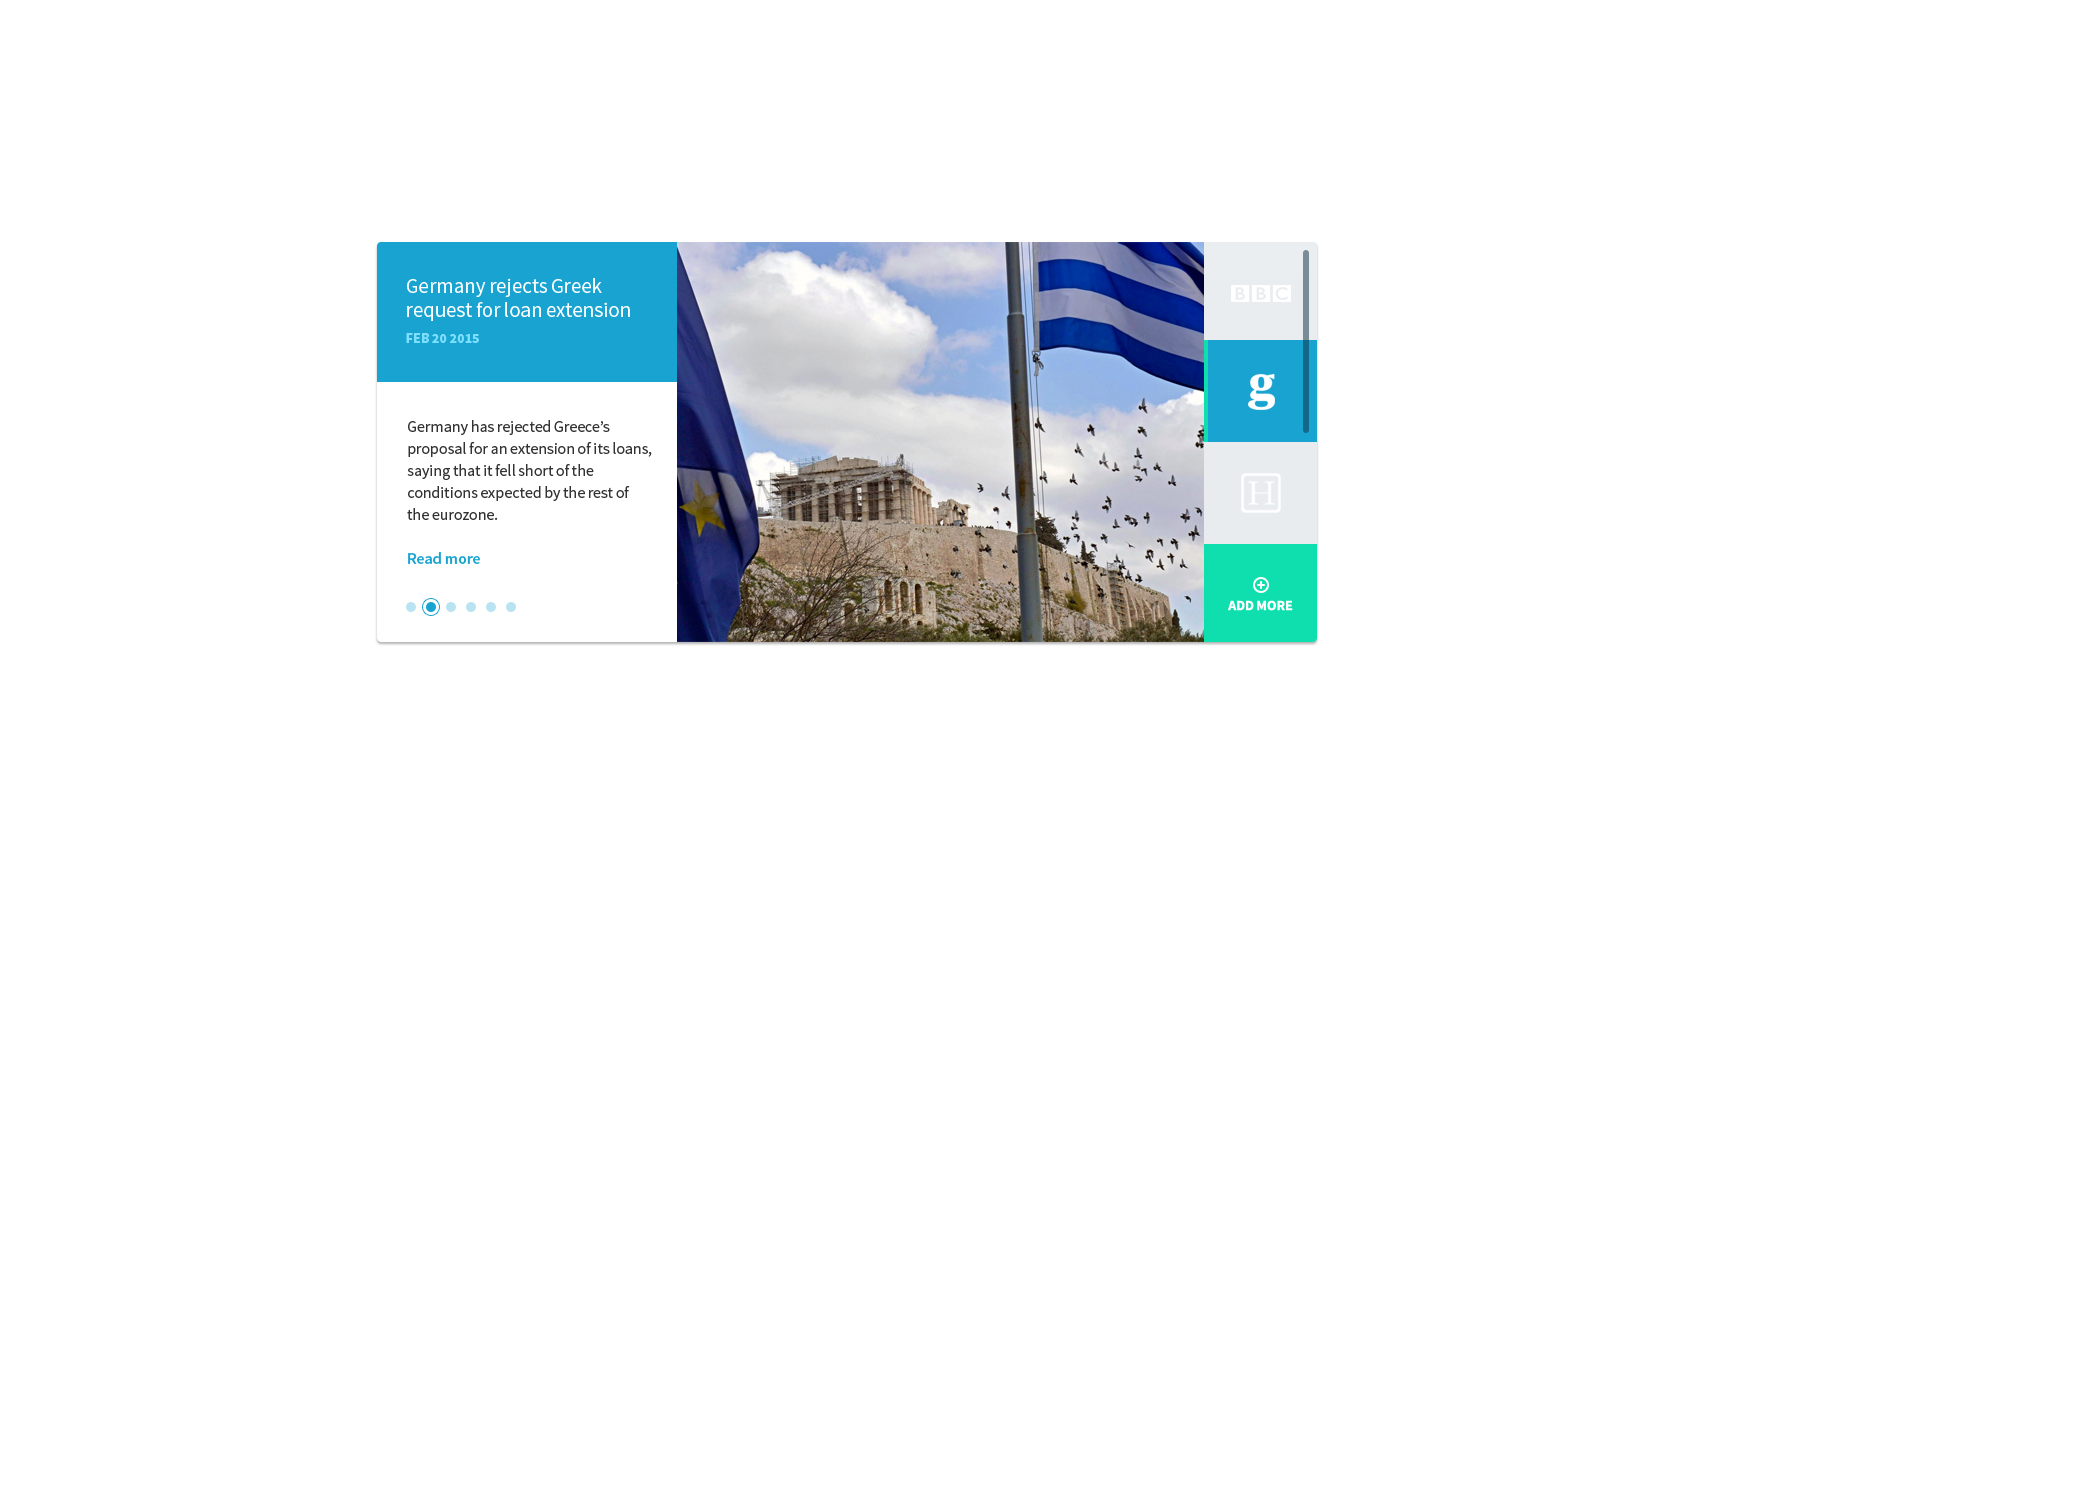 Germany rejects Greek
request for loan extension
FEB 20 2015
Germany has rejected Greece’s
proposal for an extension of its loans,
saying that it fell short of the
conditions expected by the rest of
the eurozone.
Read more
BBC
g
H
ADD MORE